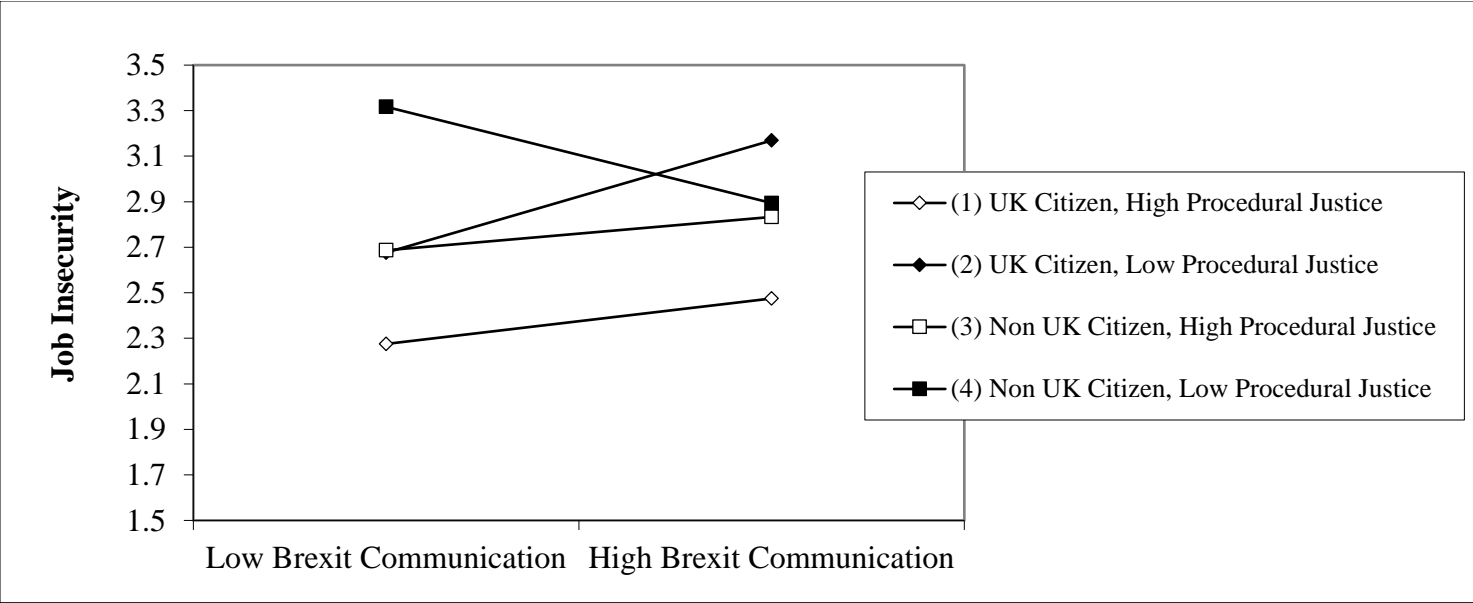 3.5
3.3
3.1
2.9
2.7
2.5
2.3
2.1
1.9
1.7
1.5
Job Insecurity
Low Brexit Communication
High Brexit Communication
(1) UK Citizen, High Procedural Justice
(2) UK Citizen, Low Procedural Justice
(3) Non UK Citizen, High Procedural Justice
(4) Non UK Citizen, Low Procedural Justice